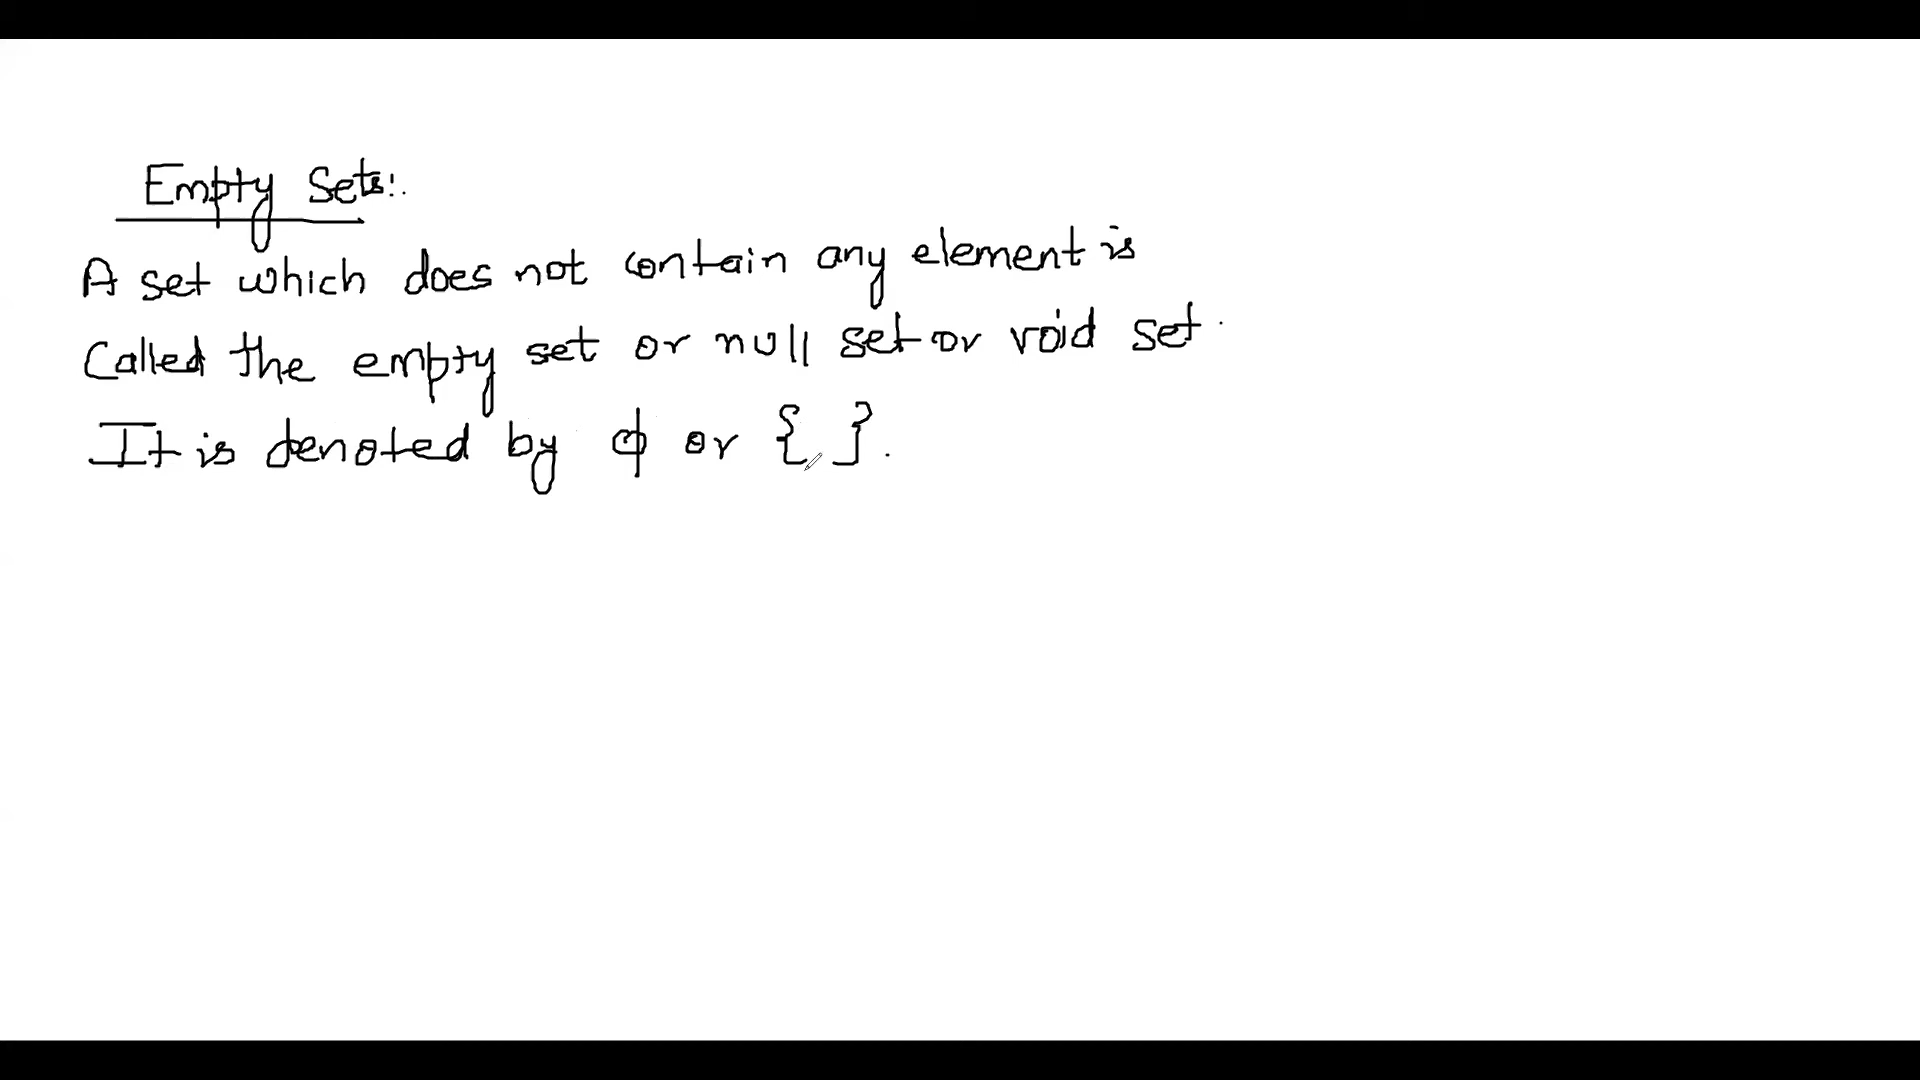 Empty Sets:.
A set which does not contain any element is
Called the empty set or null set or void set.
It is denoted by ϕ or { }.